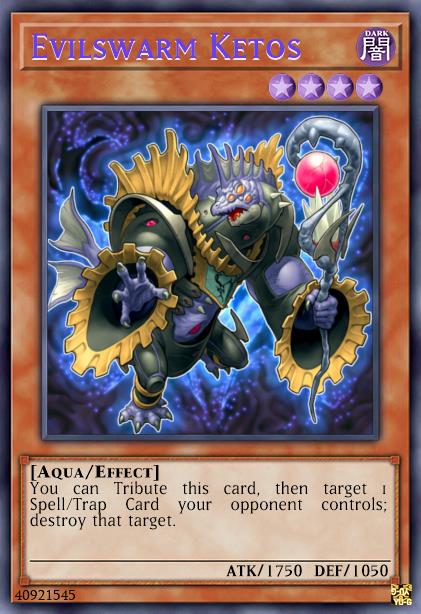 Evilswarm Ketos
DARK
闇
[Aqua/Effect]
You can Tribute this card, then target 1
Spell/Trap Card your opponent controls;
destroy that target.
ATK/1750 DEF/1050
40921545